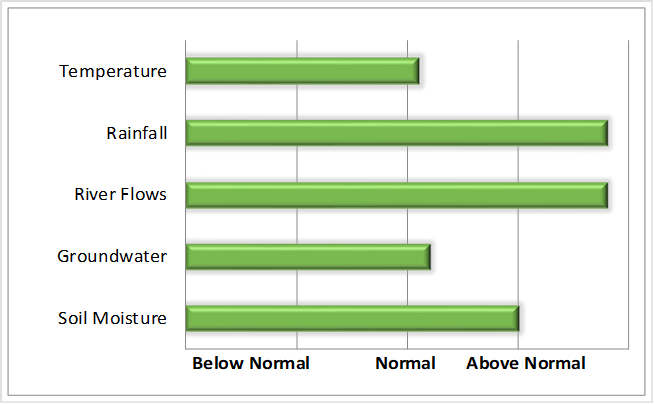 Temperature
Rainfall
River Flows
Groundwater
Soil Moisture
Below Normal Normal Above Normal